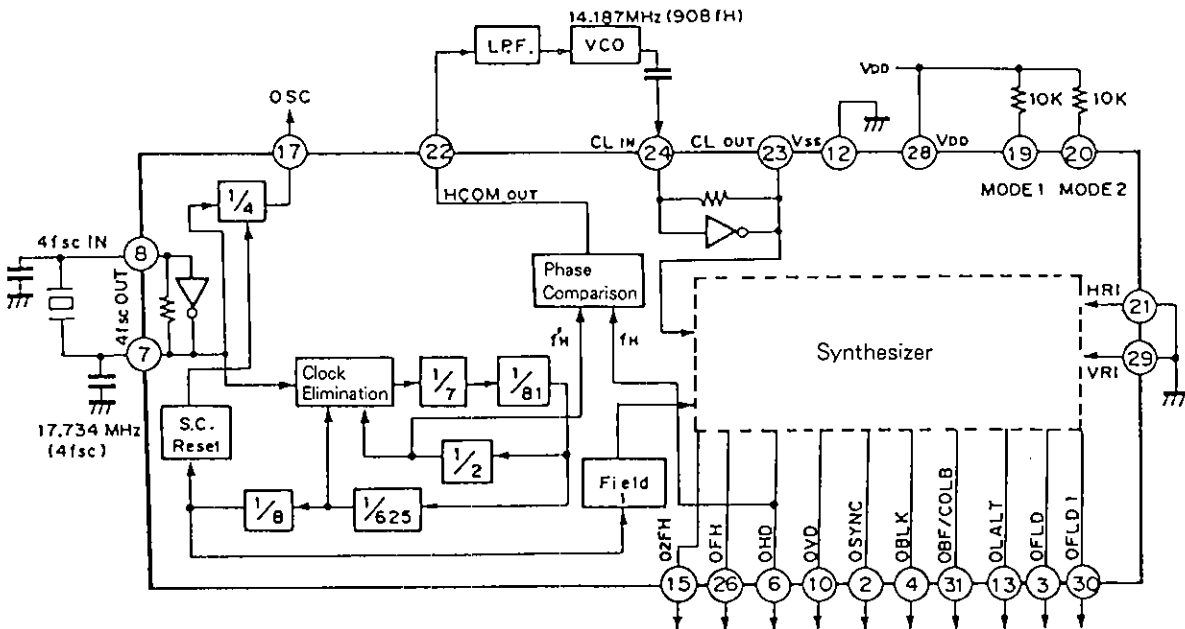 14.187MHz (908fH)
L.P.F.
VCO
OSC
VDD
10K
10K
17
22
CL IN
24
CL OUT
23
VSS
12
28
VDD
19
20
MODE1
MODE2
HCOM OUT
1/4
4fsc IN
8
4fsc OUT
7
Phase
Comparison
f'H
fH
HRI
21
29
VRI
Synthesizer
Clock
Elimination
1/7
1/81
17.734 MHz
(4fsc)
S.C.
Reset
1/2
Field
1/8
1/625
O2FH
OFH
OHD
OVD
OSYNC
OBLK
OBF/COLB
OLALT
OFLD
OFLD1
15
26
6
10
2
4
31
13
3
30